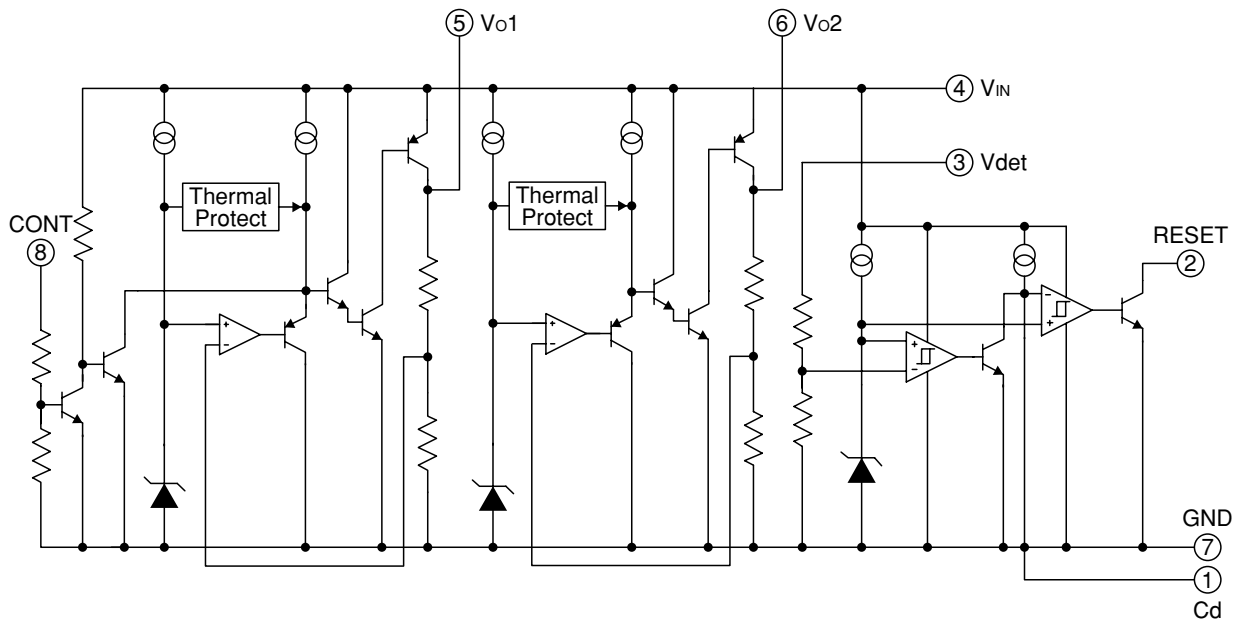 5 Vo1
6 Vo2
4 VIN
3 Vdet
Thermal
Protect
Thermal
Protect
CONT
8
RESET
2
+
−
+
−
+
−
−
+
GND
7
1
Cd